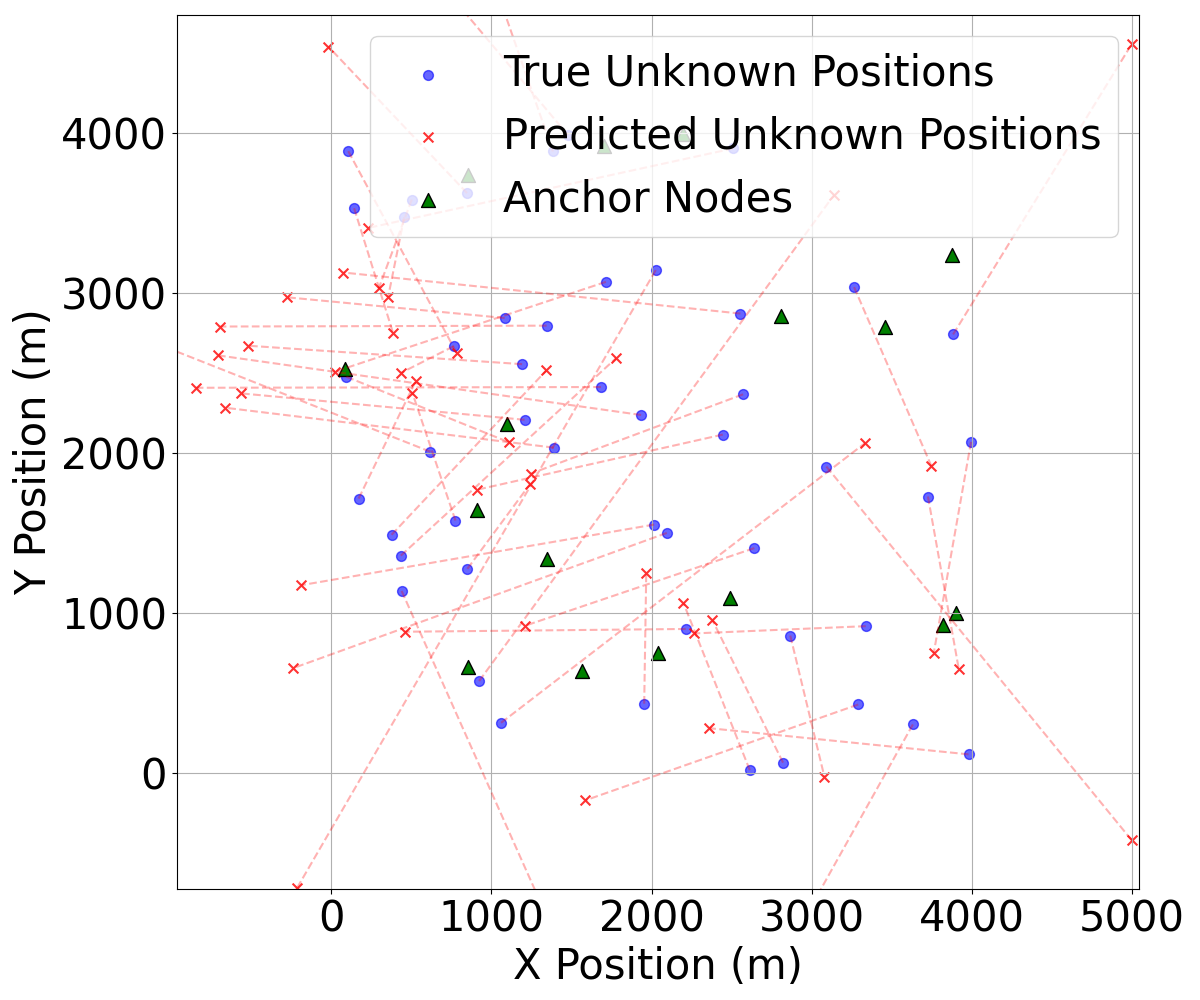 True Unknown Positions
Predicted Unknown Positions
Anchor Nodes
4000
3000
2000
1000
0
Y Position (m)
0 1000 2000 3000 4000 5000
X Position (m)